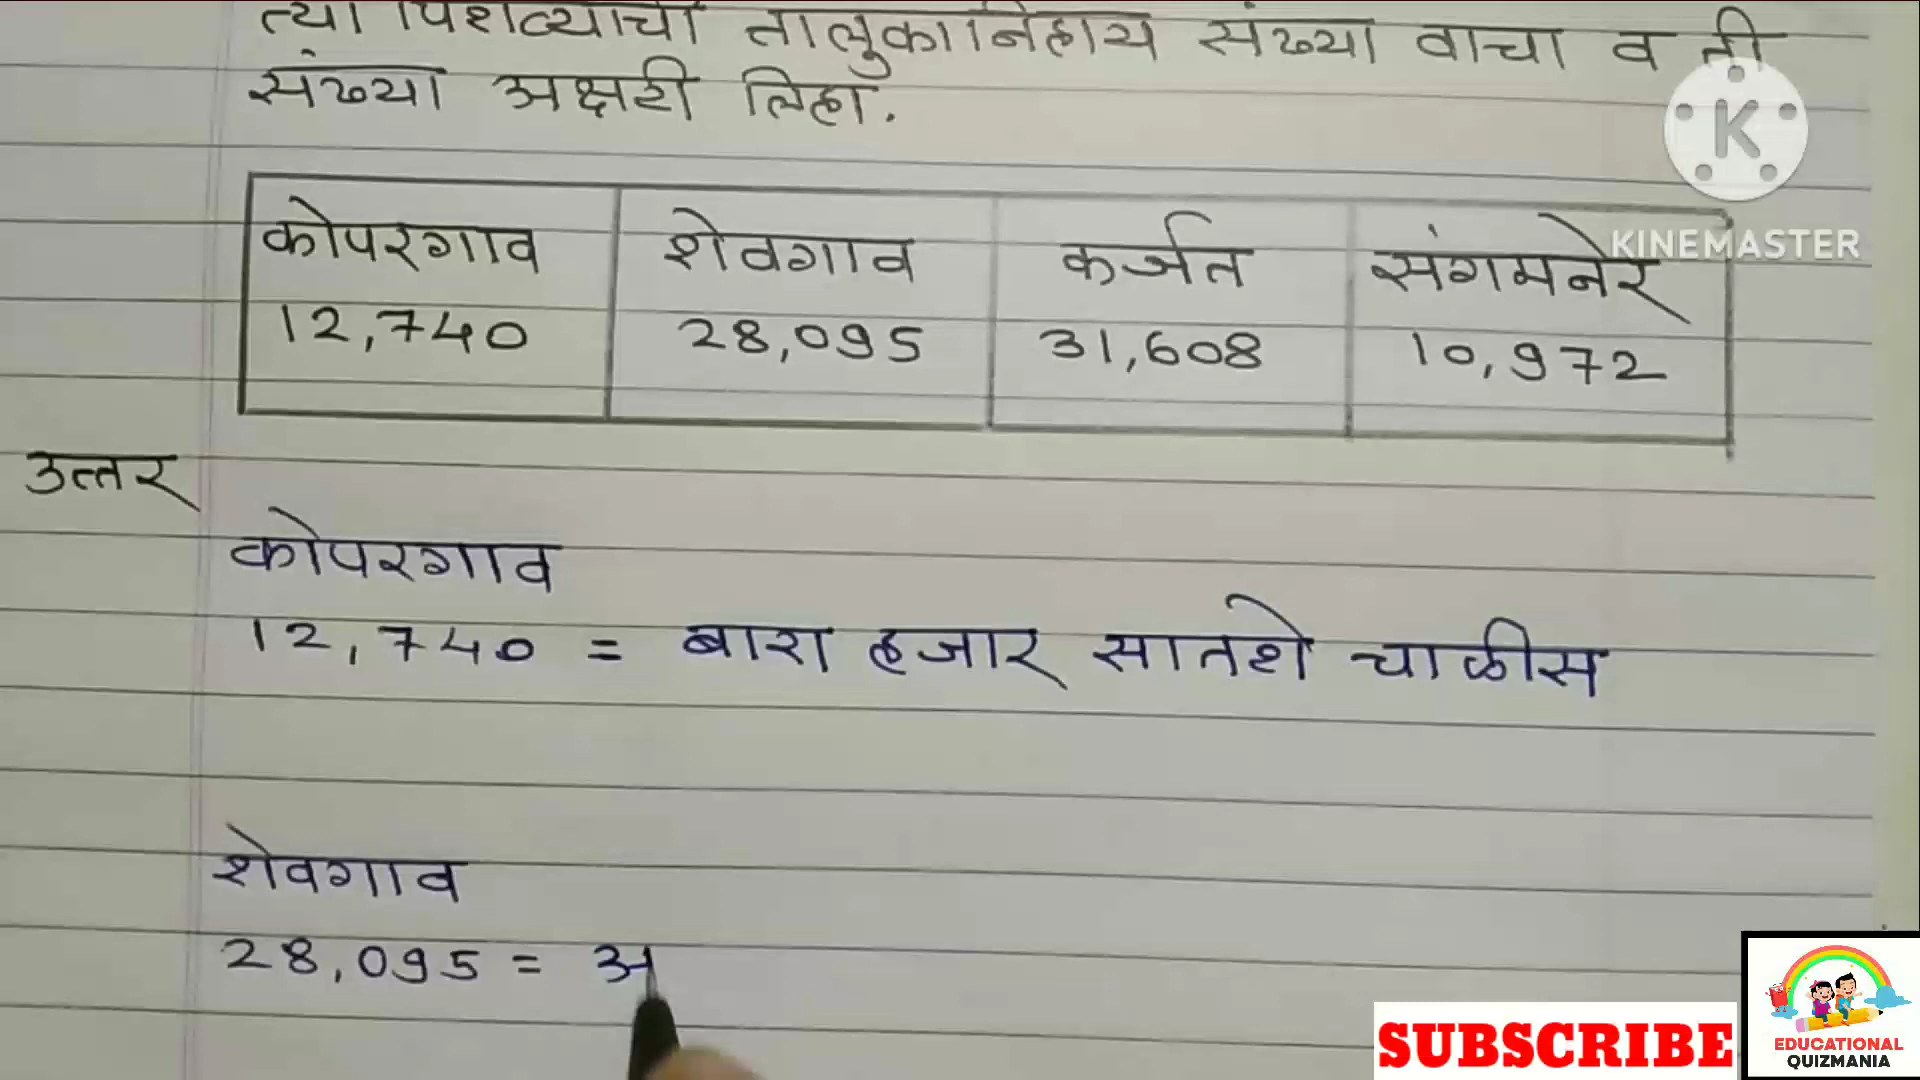 त्या पिशव्यांची तालुकानिहाय संख्या वाचा व ती
संख्या अक्षरी लिहा.
KINEMASTER
कोपरगाव शेवगाव कर्जत संगमनेर
12,740 28,095 31,608 10,972
उत्तर
कोपरगाव
12,740 = बारा हजार सातशे चाळीस
शेवगाव
28,095 = अ
SUBSCRIBE
EDUCATIONAL
QUIZMANIA